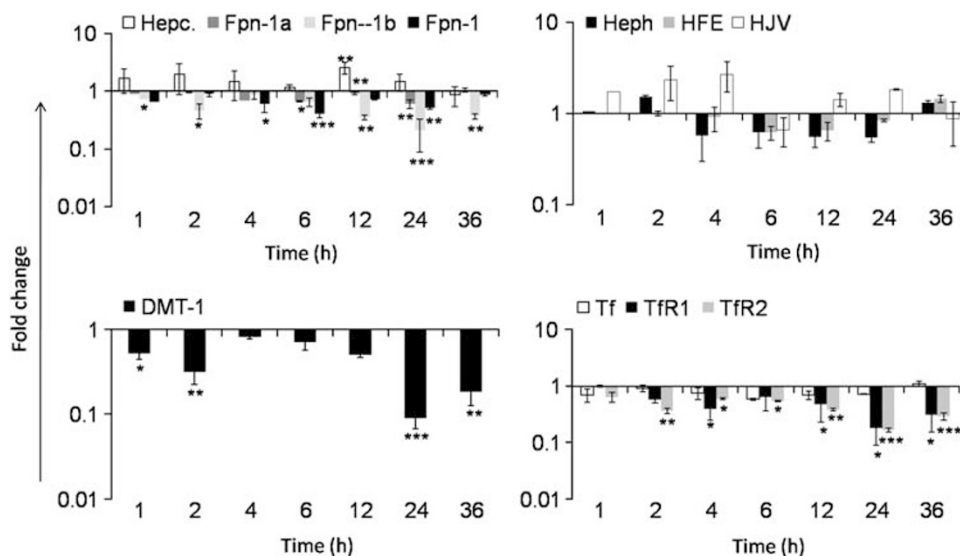 Hepc. Fpn-1a Fpn--1b Fpn-1
10
1
0.1
0.01
** **
* * * * *** ** ** ** *** **
1 2 4 6 12 24 36
Time (h)
Heph HFE HJV
10
1
0.1
1 2 4 6 12 24 36
Time (h)
Fold change
DMT-1
1
0.1
0.01
* ** *** **
1 2 4 6 12 24 36
Time (h)
Tf TfR1 TfR2
10
1
0.1
0.01
** * * * * ** * *** * ***
1 2 4 6 12 24 36
Time (h)